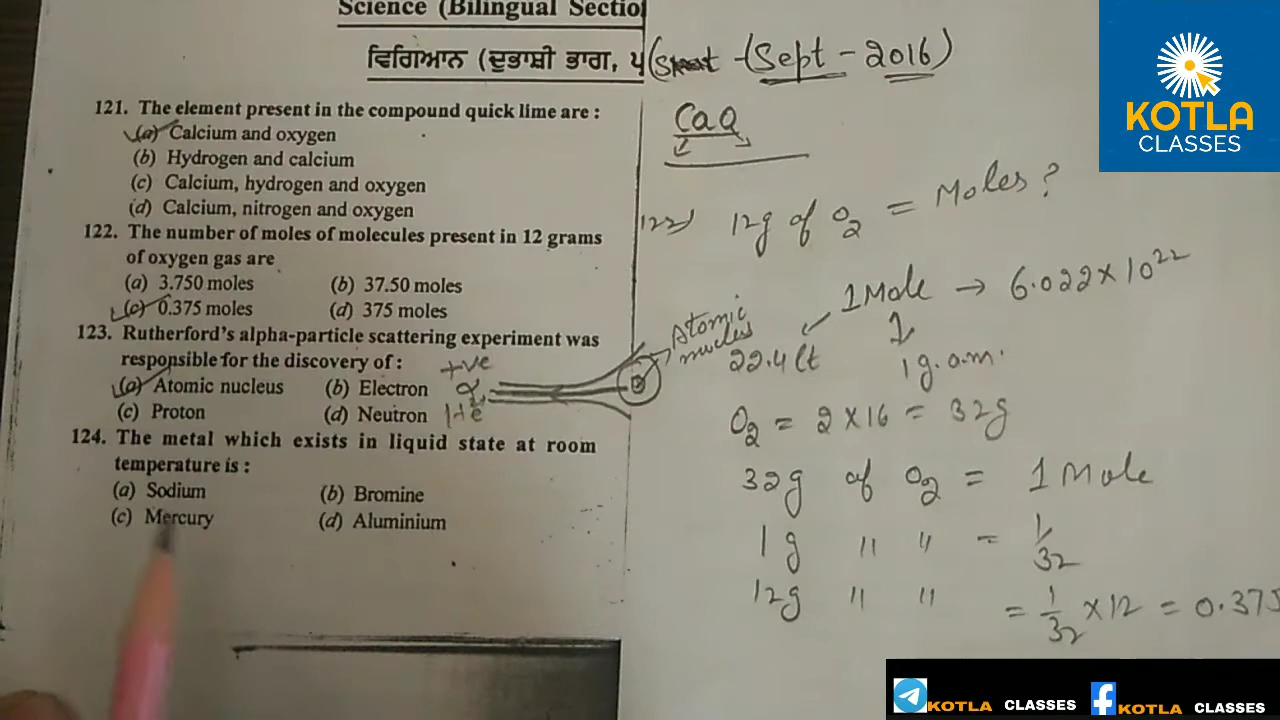 Science (Bilingual Sectio
ਵਿਗਿਆਨ (ਦੁਭਾਸ਼ੀ ਭਾਗ, ਪ
(Sept - 2016)
121. The element present in the compound quick lime are :
(a) Calcium and oxygen
(b) Hydrogen and calcium
(c) Calcium, hydrogen and oxygen
(d) Calcium, nitrogen and oxygen
122. The number of moles of molecules present in 12 grams
of oxygen gas are
(a) 3.750 moles (b) 37.50 moles
(c) 0.375 moles (d) 375 moles
123. Rutherford's alpha-particle scattering experiment was
responsible for the discovery of :
(a) Atomic nucleus (b) Electron
(c) Proton (d) Neutron
124. The metal which exists in liquid state at room
temperature is :
(a) Sodium (b) Bromine
(c) Mercury (d) Aluminium
+ve
α
He
Atomic
nucleus
CaO
122) 12g of O2 = Moles?
1 Mole → 6.022 × 10²²
22.4 lt 1 g.a.m.
O2 = 2 × 16 = 32g
32g of O2 = 1 Mole
1g " " = 1/32
12g " " = 1/32 × 12 = 0.375
KOTLA
CLASSES
KOTLA CLASSES
KOTLA CLASSES